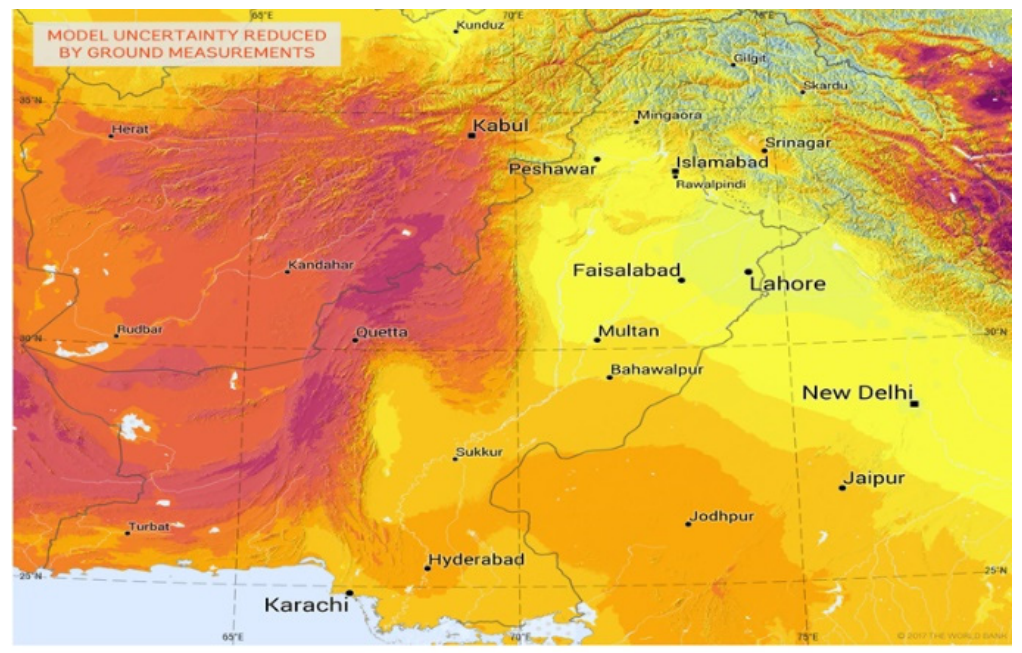 65°E
70°E
75°E
MODEL UNCERTAINTY REDUCED
BY GROUND MEASUREMENTS
Kunduz
Gilgit
Skardu
35°N
Herat
Kabul
Mingaora
Srinagar
Peshawar
Islamabad
Rawalpindi
Kandahar
Faisalabad
Lahore
Rudbar
Quetta
Multan
30°N
30°N
Bahawalpur
New Delhi
Sukkur
Jaipur
Turbat
Jodhpur
Hyderabad
25°N
25°N
Karachi
65°E
70°E
75°E
© 2017 THE WORLD BANK